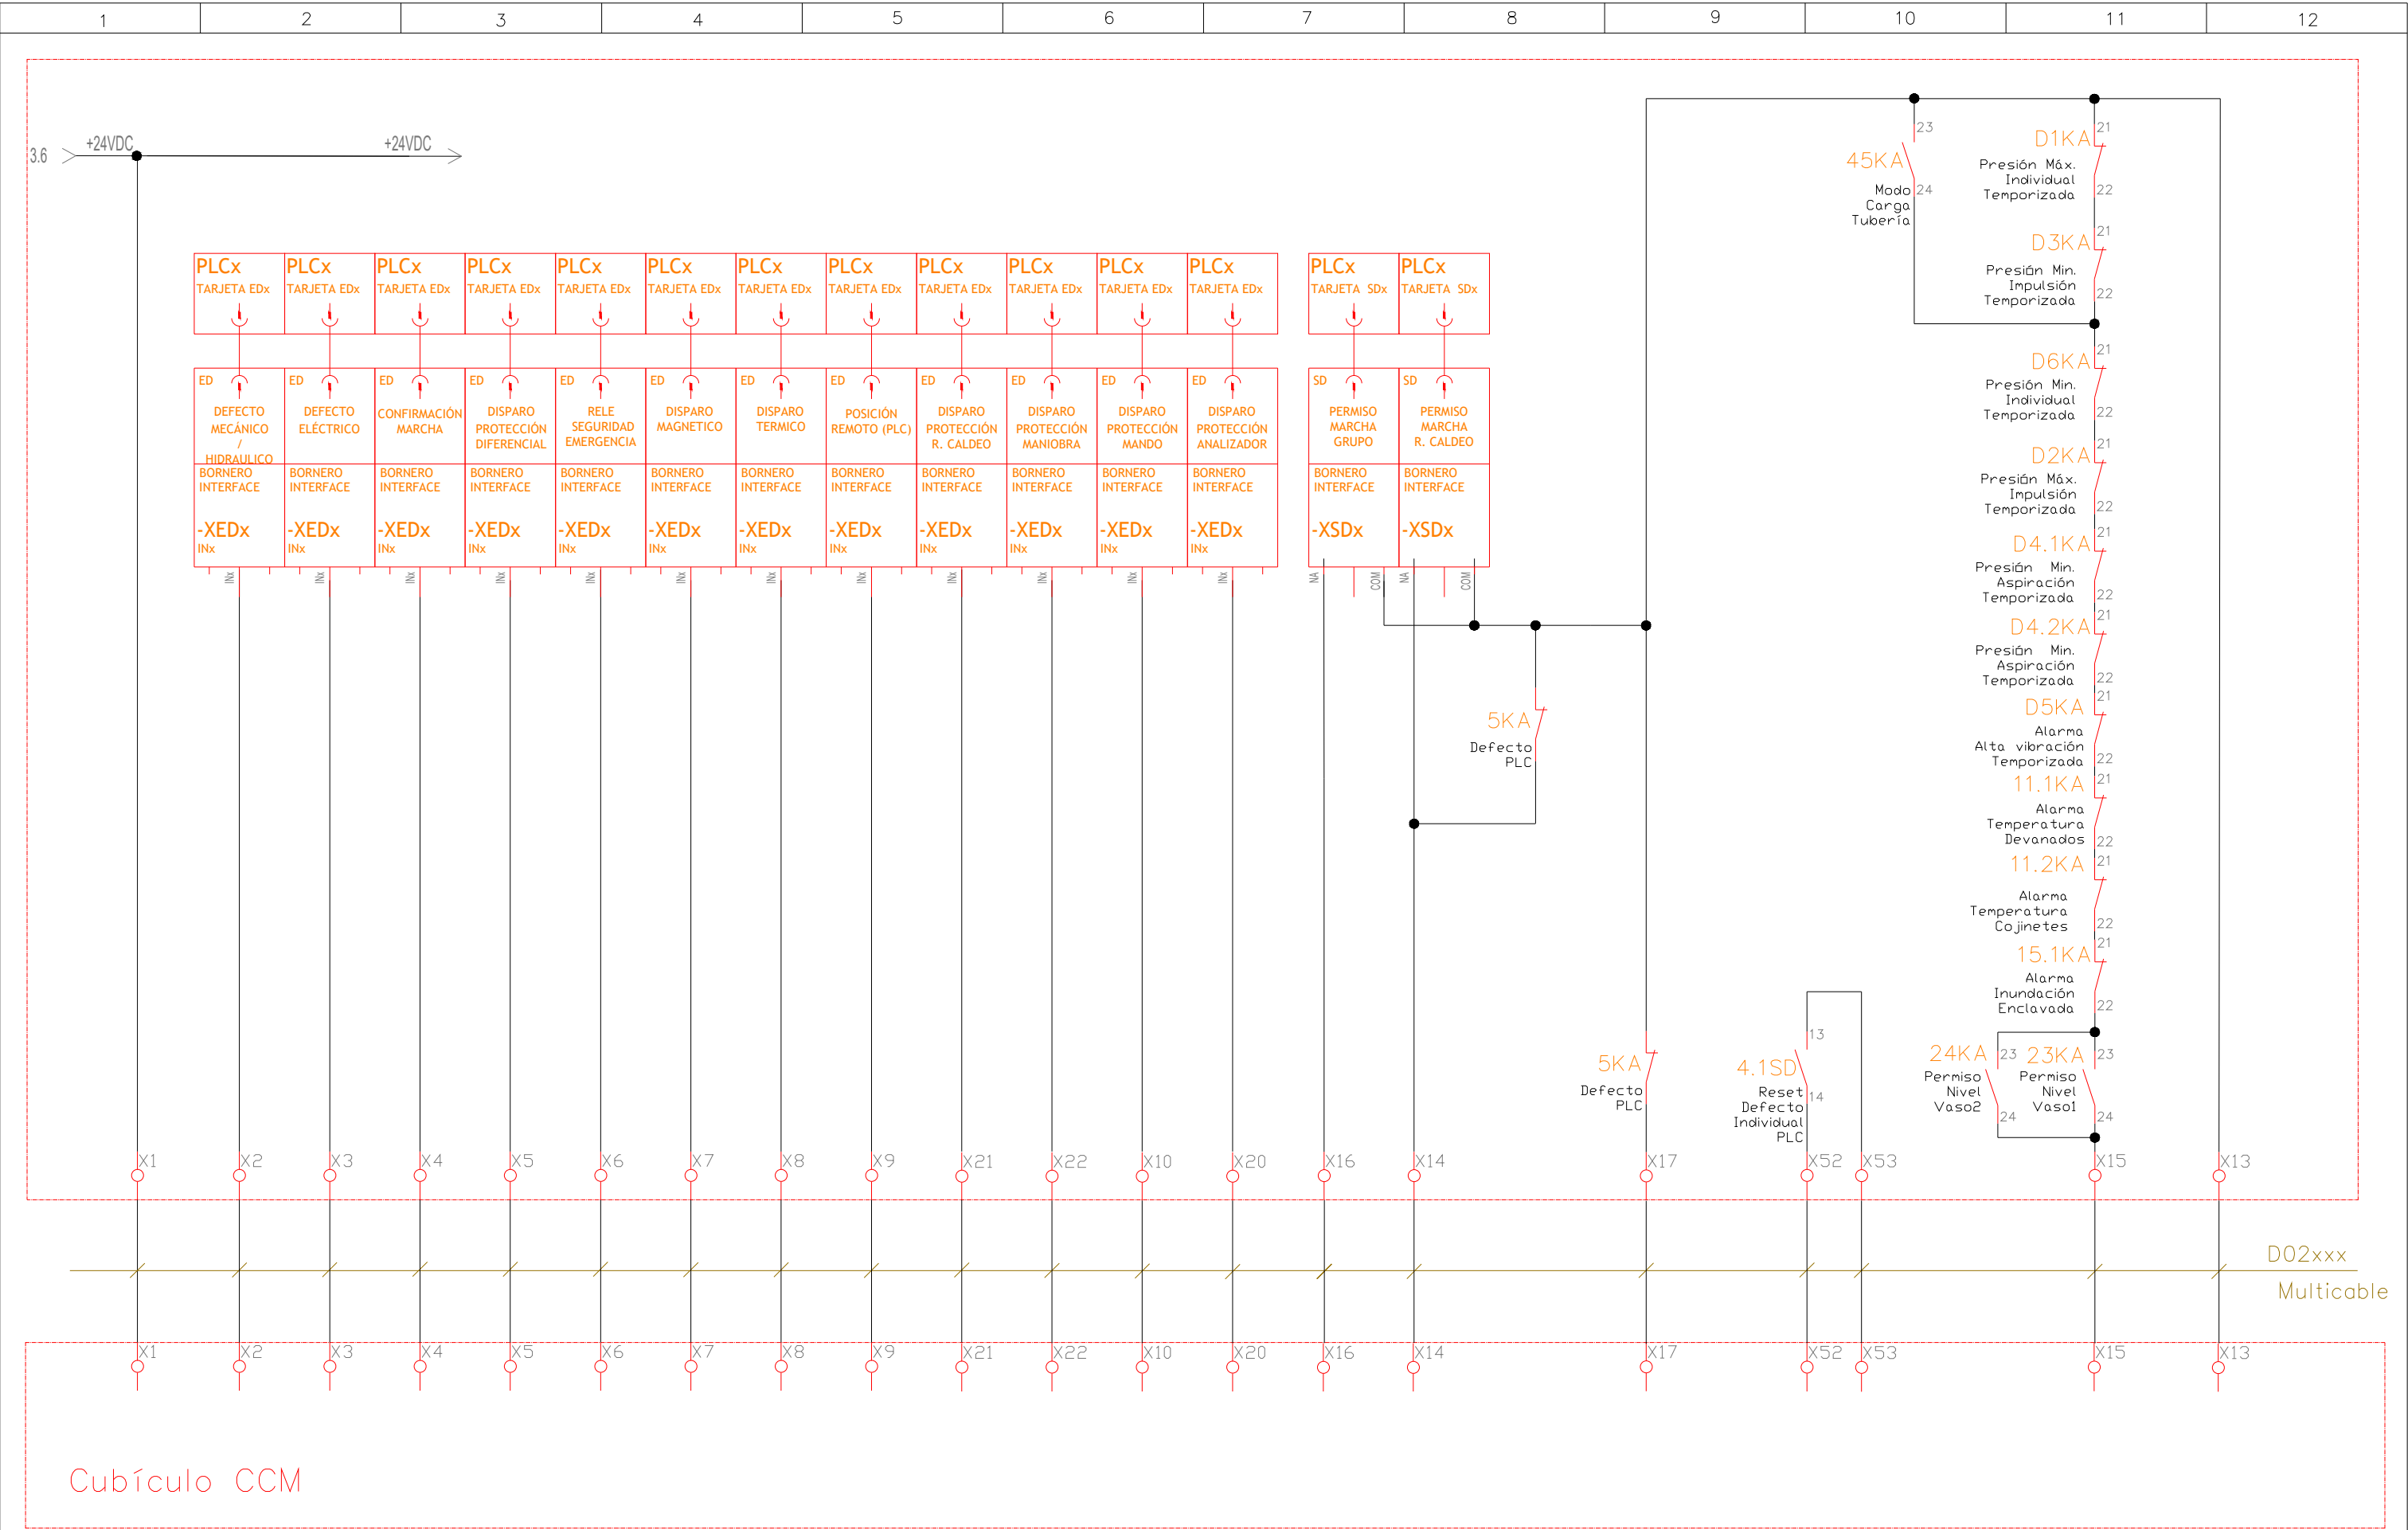 1 2 3 4 5 6 7 8 9 10 11 12
3.6
+24VDC
+24VDC
PLCx
TARJETA EDx
PLCx
TARJETA EDx
PLCx
TARJETA EDx
PLCx
TARJETA EDx
PLCx
TARJETA EDx
PLCx
TARJETA EDx
PLCx
TARJETA EDx
PLCx
TARJETA EDx
PLCx
TARJETA EDx
PLCx
TARJETA EDx
PLCx
TARJETA EDx
PLCx
TARJETA EDx
PLCx
TARJETA SDx
PLCx
TARJETA SDx
ED
DEFECTO
MECÁNICO
/
HIDRAULICO
BORNERO
INTERFACE
-XEDx
INx
INx
ED
DEFECTO
ELÉCTRICO
BORNERO
INTERFACE
-XEDx
INx
INx
ED
CONFIRMACIÓN
MARCHA
BORNERO
INTERFACE
-XEDx
INx
INx
ED
DISPARO
PROTECCIÓN
DIFERENCIAL
BORNERO
INTERFACE
-XEDx
INx
INx
ED
RELE
SEGURIDAD
EMERGENCIA
BORNERO
INTERFACE
-XEDx
INx
INx
ED
DISPARO
MAGNETICO
BORNERO
INTERFACE
-XEDx
INx
INx
ED
DISPARO
TERMICO
BORNERO
INTERFACE
-XEDx
INx
INx
ED
POSICIÓN
REMOTO (PLC)
BORNERO
INTERFACE
-XEDx
INx
INx
ED
DISPARO
PROTECCIÓN
R. CALDEO
BORNERO
INTERFACE
-XEDx
INx
INx
ED
DISPARO
PROTECCIÓN
MANIOBRA
BORNERO
INTERFACE
-XEDx
INx
INx
ED
DISPARO
PROTECCIÓN
MANDO
BORNERO
INTERFACE
-XEDx
INx
INx
ED
DISPARO
PROTECCIÓN
ANALIZADOR
BORNERO
INTERFACE
-XEDx
INx
INx
SD
PERMISO
MARCHA
GRUPO
BORNERO
INTERFACE
-XSDx
NA
COM
SD
PERMISO
MARCHA
R. CALDEO
BORNERO
INTERFACE
-XSDx
NA
COM
5KA
Defecto
PLC
5KA
Defecto
PLC
13
4.1SD
14
Reset
Defecto
Individual
PLC
23
45KA
24
Modo
Carga
Tubería
21
D1KA
Presión Máx.
Individual
Temporizada
22
21
D3KA
Presión Min.
Impulsión
Temporizada
22
21
D6KA
Presión Min.
Individual
Temporizada
22
21
D2KA
Presión Máx.
Impulsión
Temporizada
22
21
D4.1KA
Presión Min.
Aspiración
Temporizada
22
21
D4.2KA
Presión Min.
Aspiración
Temporizada
22
21
D5KA
Alarma
Alta vibración
Temporizada
22
21
11.1KA
Alarma
Temperatura
Devanados
22
21
11.2KA
Alarma
Temperatura
Cojinetes
22
21
15.1KA
Alarma
Inundación
Enclavada
22
24KA
23
Permiso
Nivel
Vaso2
24
23KA
23
Permiso
Nivel
Vaso1
24
X1 X2 X3 X4 X5 X6 X7 X8 X9 X21 X22 X10 X20 X16 X14 X17 X52 X53 X15 X13
D02xxx
Multicable
X1 X2 X3 X4 X5 X6 X7 X8 X9 X21 X22 X10 X20 X16 X14 X17 X52 X53 X15 X13
Cubículo CCM